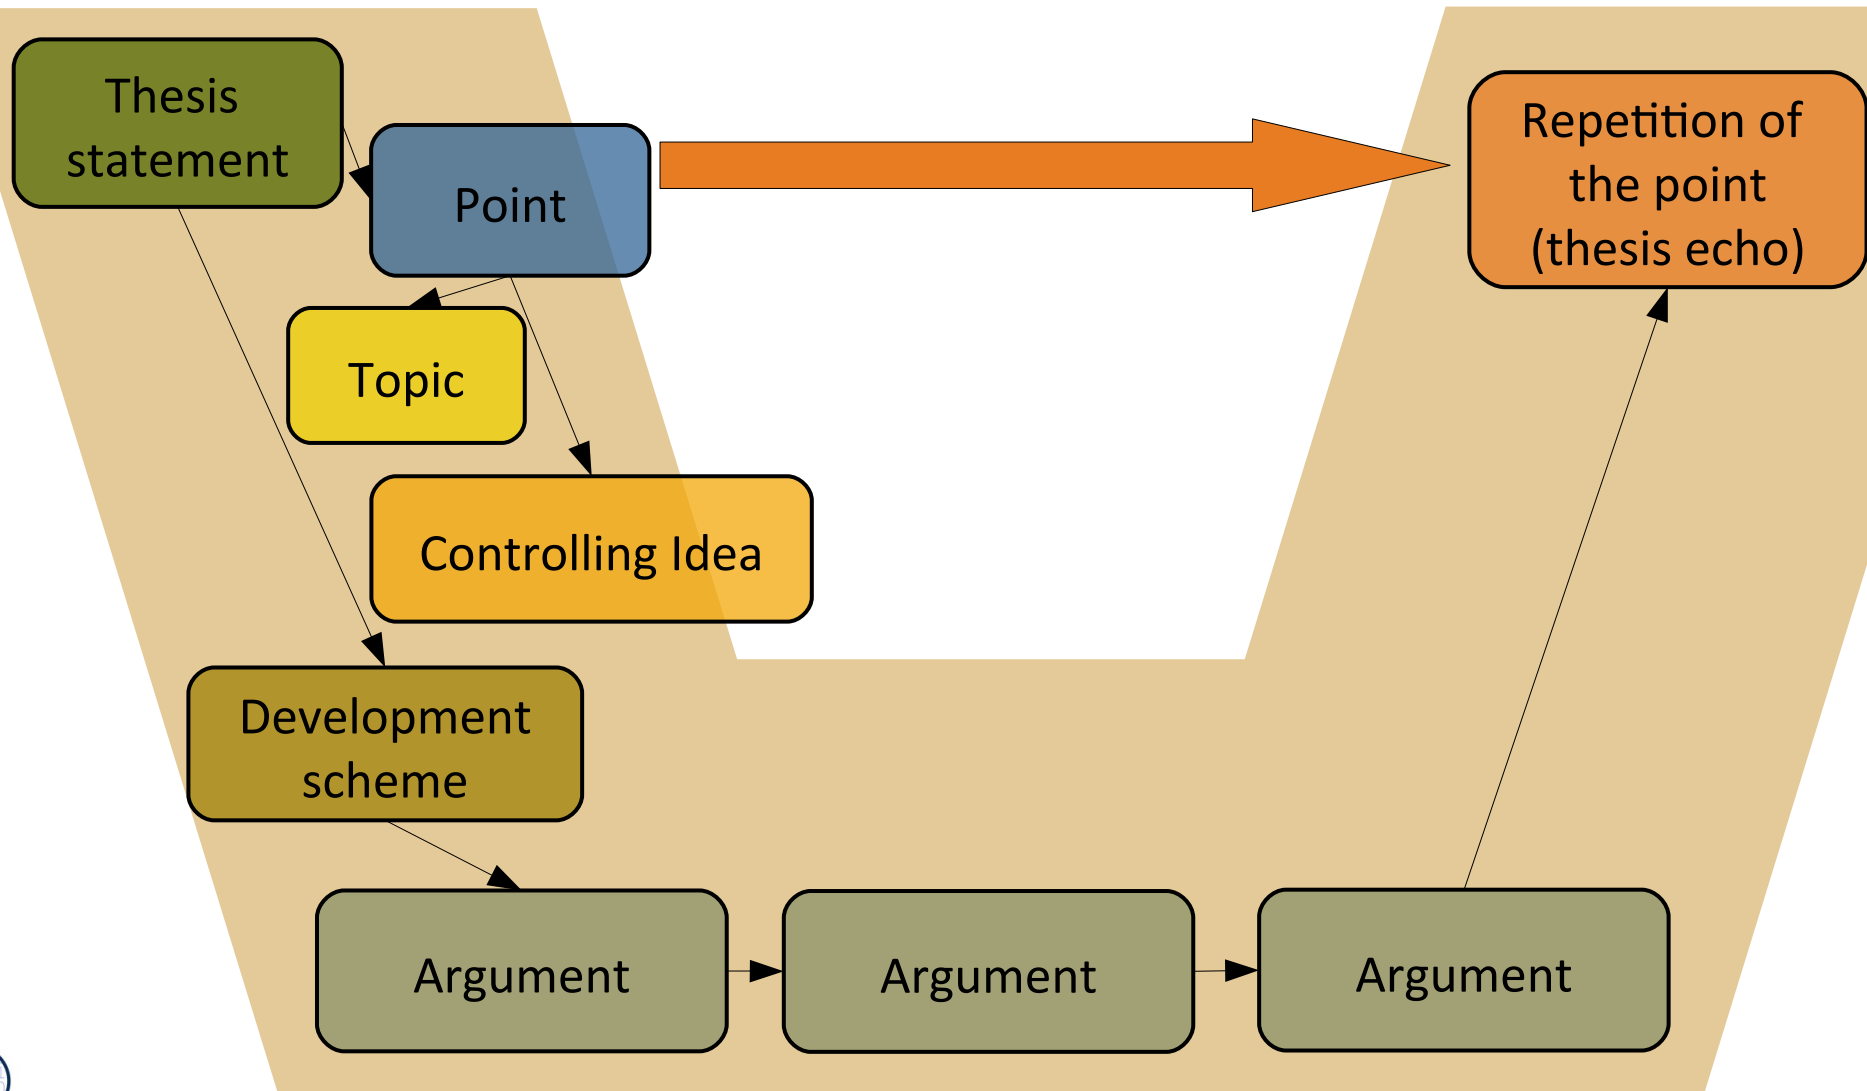 Thesis
statement
Point
Repetition of
the point
(thesis echo)
Topic
Controlling Idea
Development
scheme
Argument
Argument
Argument